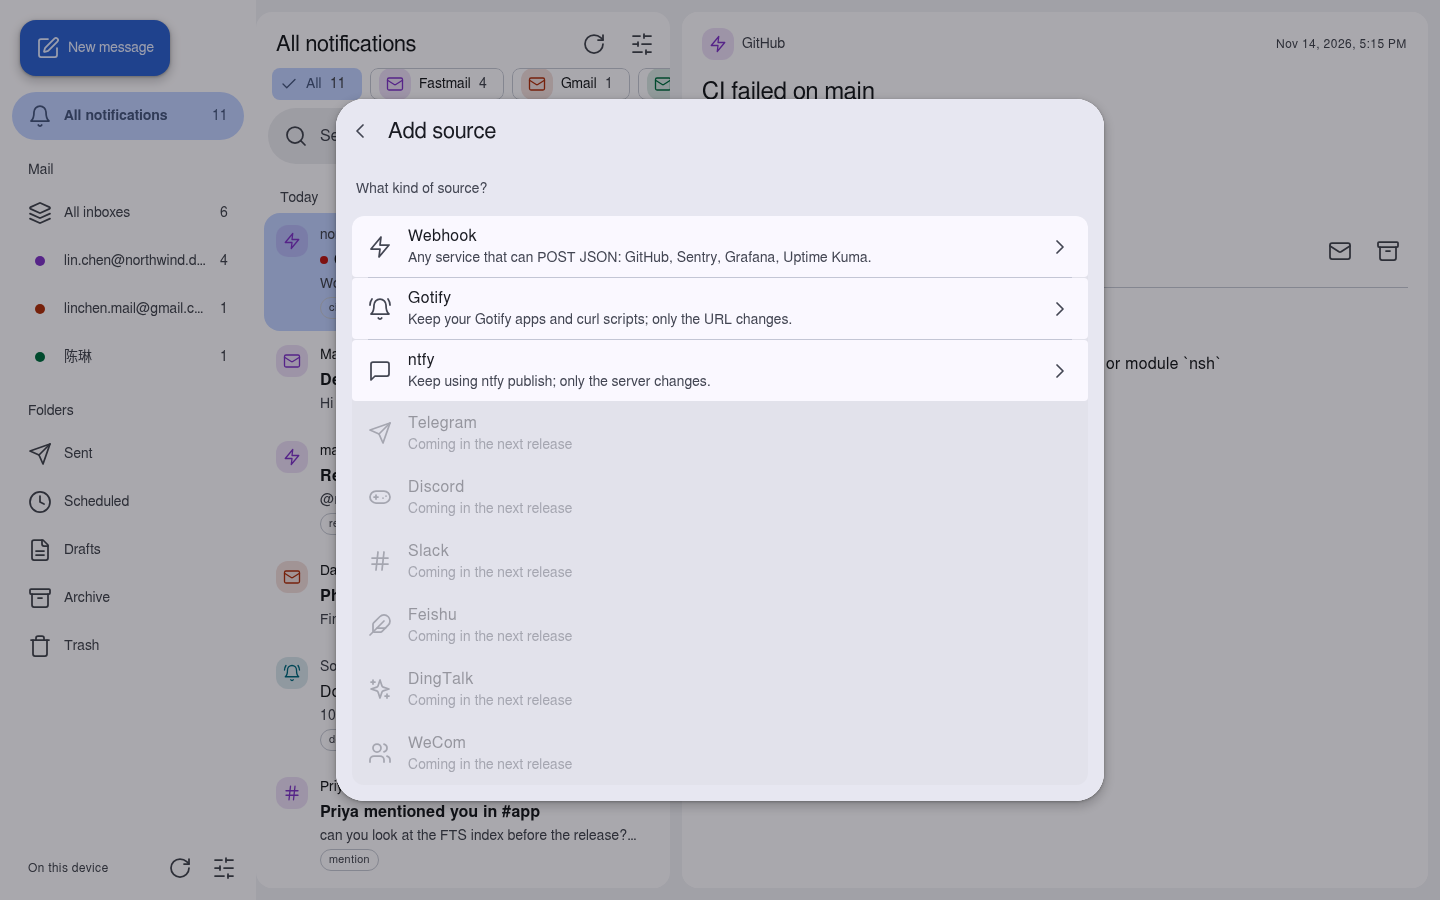 New message
All notifications 11
Mail
All inboxes 6
lin.chen@northwind.d... 4
linchen.mail@gmail.c... 1
陈琳 1
Folders
Sent
Scheduled
Drafts
Archive
Trash
On this device
All notifications
All 11
Fastmail 4
Gmail 1
Today
Priya mentioned you in #app
can you look at the FTS index before the release?...
mention
GitHub
Nov 14, 2026, 5:15 PM
CI failed on main
or module `nsh`
Add source
What kind of source?
Webhook
Any service that can POST JSON: GitHub, Sentry, Grafana, Uptime Kuma.
Gotify
Keep your Gotify apps and curl scripts; only the URL changes.
ntfy
Keep using ntfy publish; only the server changes.
Telegram
Coming in the next release
Discord
Coming in the next release
Slack
Coming in the next release
Feishu
Coming in the next release
DingTalk
Coming in the next release
WeCom
Coming in the next release